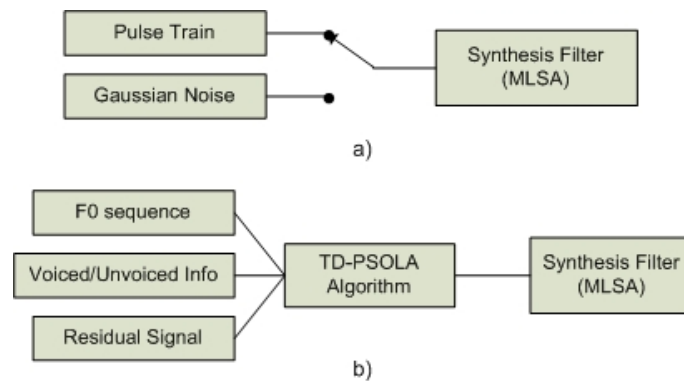 Pulse Train
Gaussian Noise
Synthesis Filter
(MLSA)
a)
F0 sequence
Voiced/Unvoiced Info
Residual Signal
TD-PSOLA
Algorithm
Synthesis Filter
(MLSA)
b)